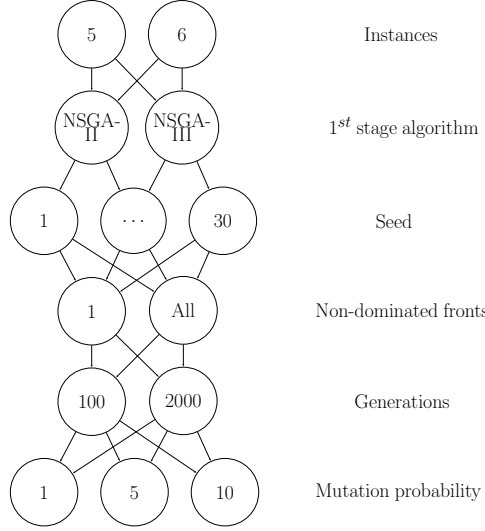 5 6 Instances
NSGA-II NSGA-III 1st stage algorithm
1 ... 30 Seed
1 All Non-dominated fronts
100 2000 Generations
1 5 10 Mutation probability